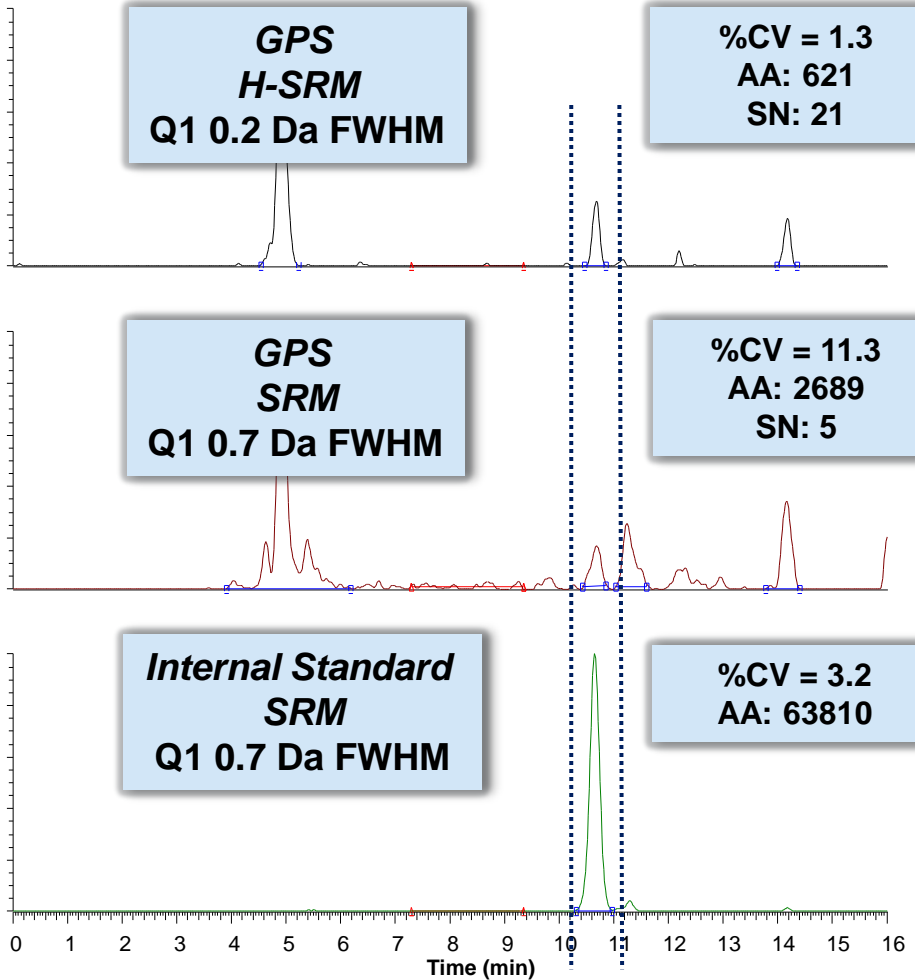 GPS
H-SRM
Q1 0.2 Da FWHM
%CV = 1.3
AA: 621
SN: 21
GPS
SRM
Q1 0.7 Da FWHM
%CV = 11.3
AA: 2689
SN: 5
Internal Standard
SRM
Q1 0.7 Da FWHM
%CV = 3.2
AA: 63810
0 1 2 3 4 5 6 7 8 9 10 11 12 13 14 15 16
Time (min)